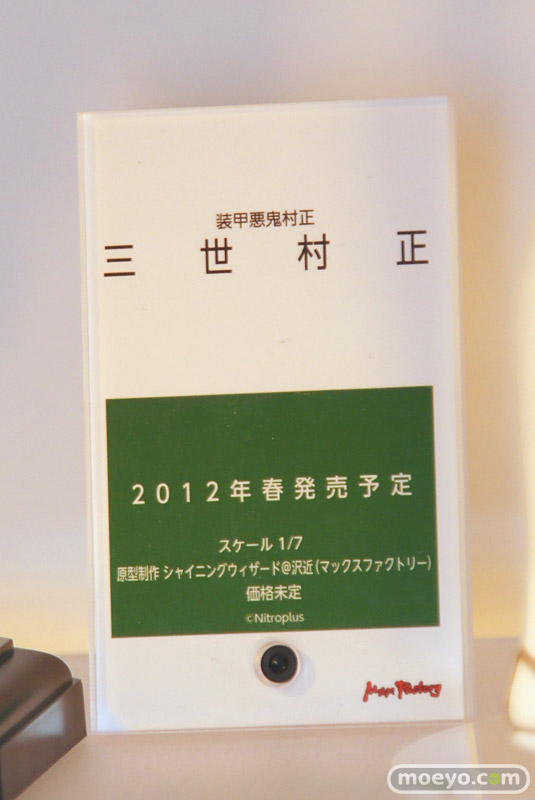 装甲悪鬼村正
三世村正
2012年春発売予定
スケール 1/7
原型制作 シャイニングウィザード@沢近(マックスファクトリー)
価格未定
©Nitroplus
Max Factory
moeyo.com